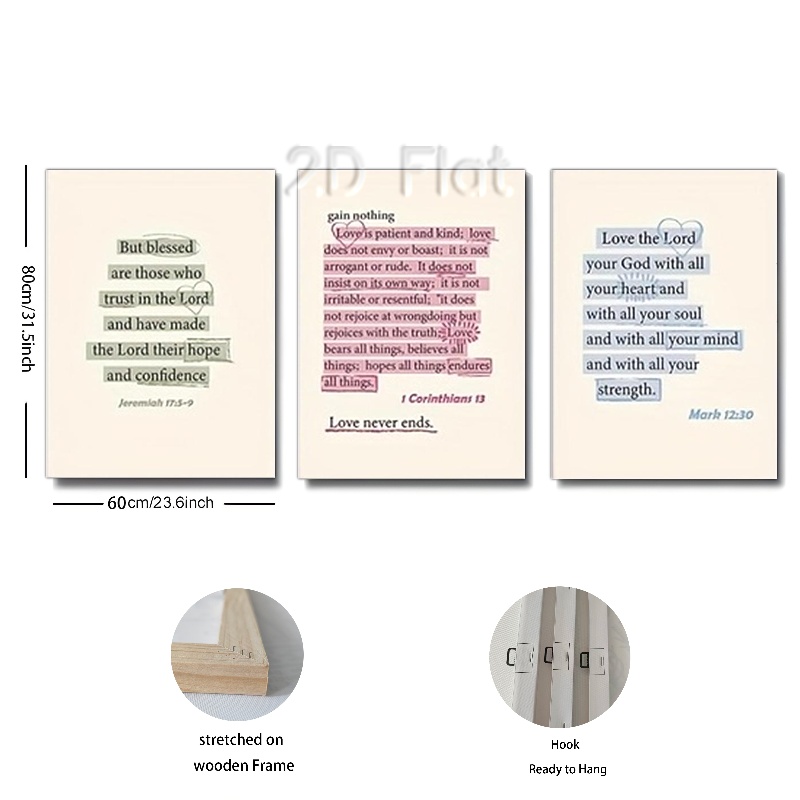 2D Flat
80cm/31.5inch
But blessed
are those who
trust in the Lord
and have made
the Lord their hope
and confidence
Jeremiah 17:5-9
gain nothing
Love is patient and kind; love
does not envy or boast; it is not
arrogant or rude. It does not
insist on its own way; it is not
irritable or resentful; "it does
not rejoice at wrongdoing but
rejoices with the truth; Love
bears all things, believes all
things; hopes all things endures
all things.
1 Corinthians 13
Love never ends.
Love the Lord
your God with all
your heart and
with all your soul
and with all your mind
and with all your
strength.
Mark 12:30
60cm/23.6inch
stretched on
wooden Frame
Hook
Ready to Hang